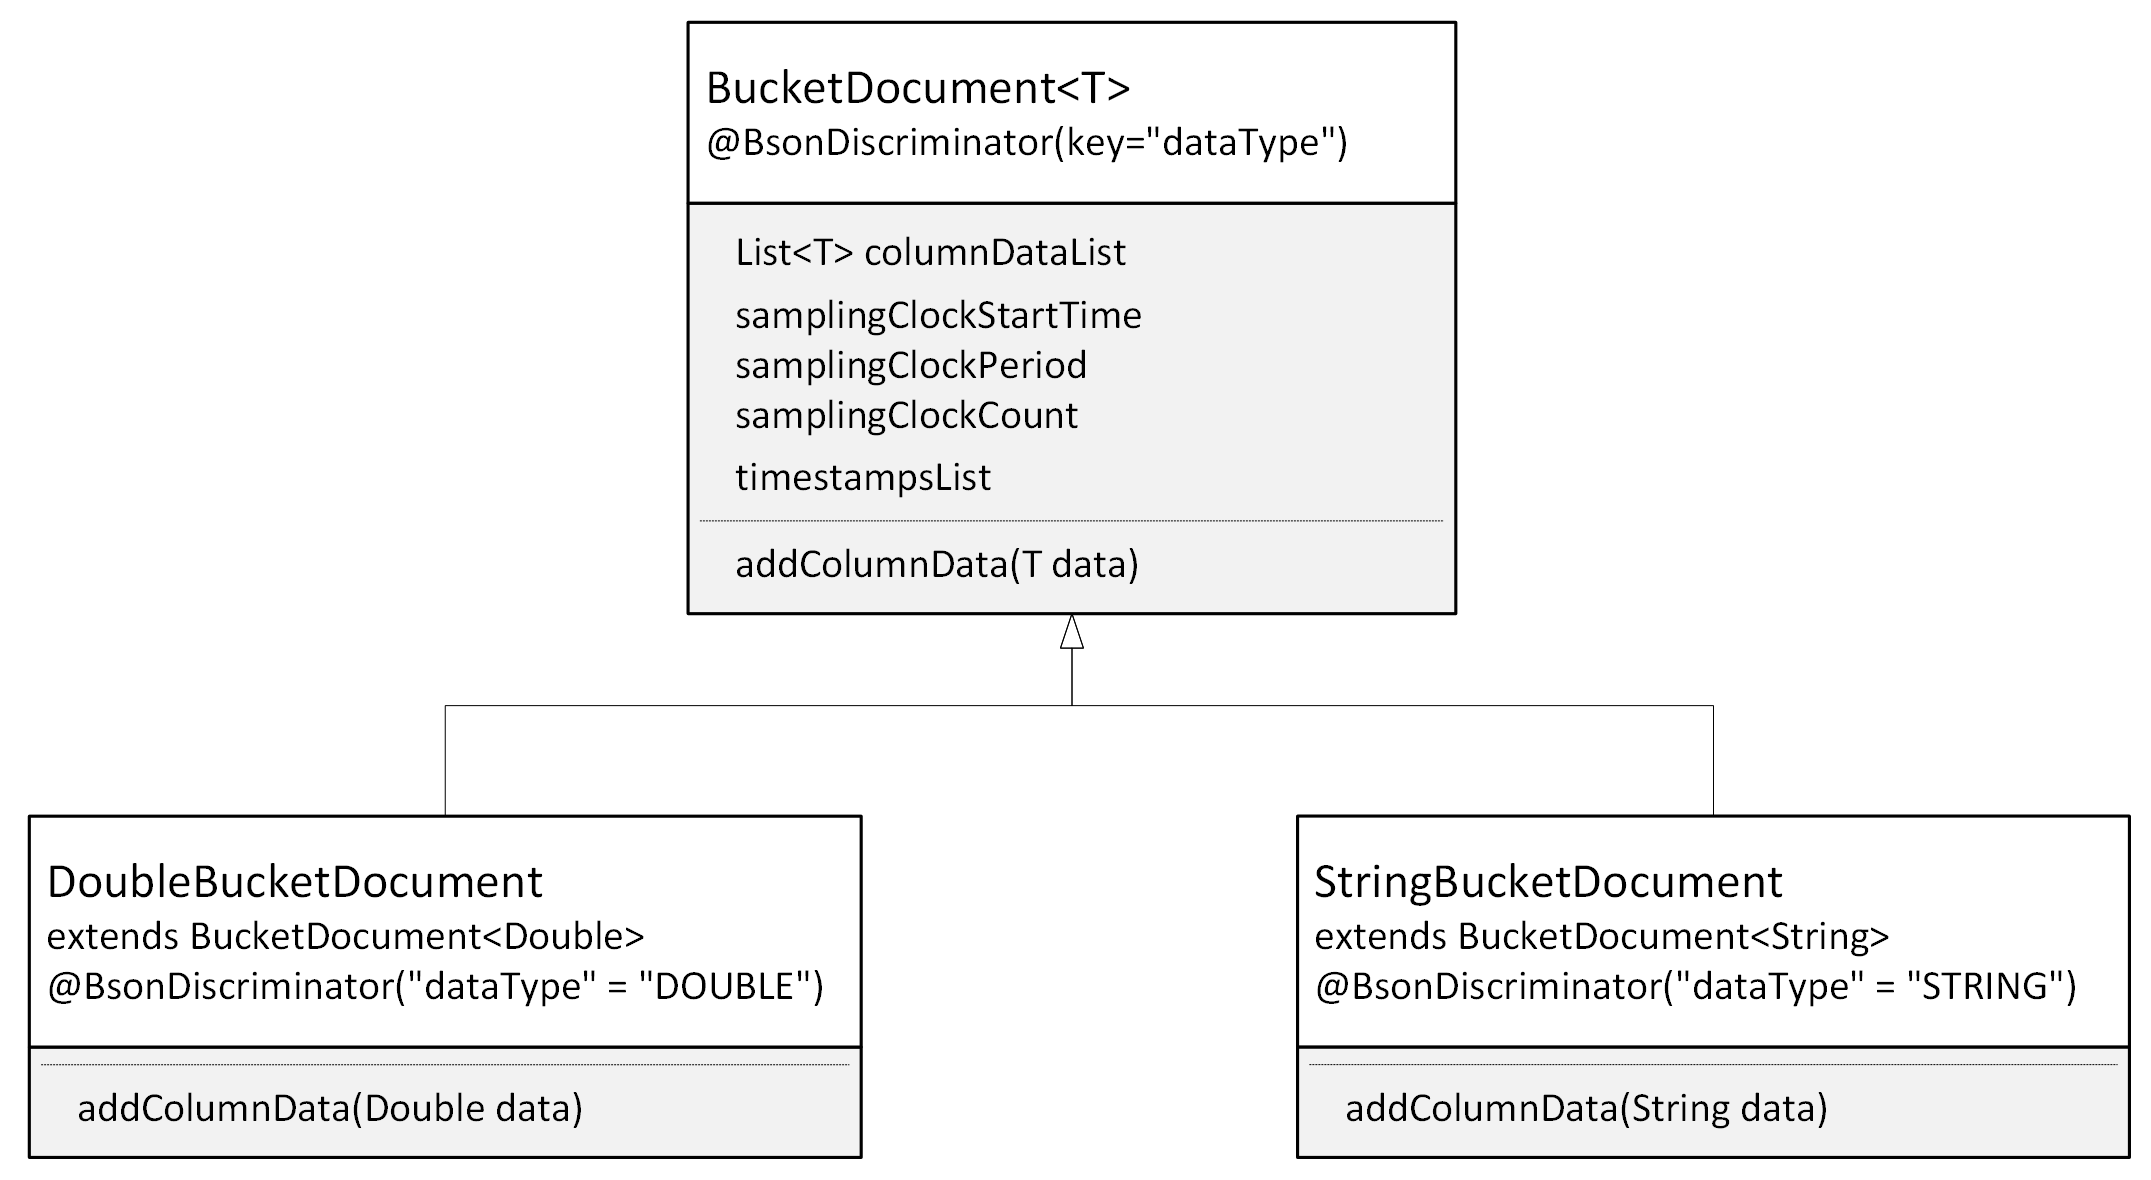 BucketDocument<T>
@BsonDiscriminator(key="dataType")
List<T> columnDataList
samplingClockStartTime
samplingClockPeriod
samplingClockCount
timestampsList
addColumnData(T data)
DoubleBucketDocument
extends BucketDocument<Double>
@BsonDiscriminator("dataType" = "DOUBLE")
addColumnData(Double data)
StringBucketDocument
extends BucketDocument<String>
@BsonDiscriminator("dataType" = "STRING")
addColumnData(String data)